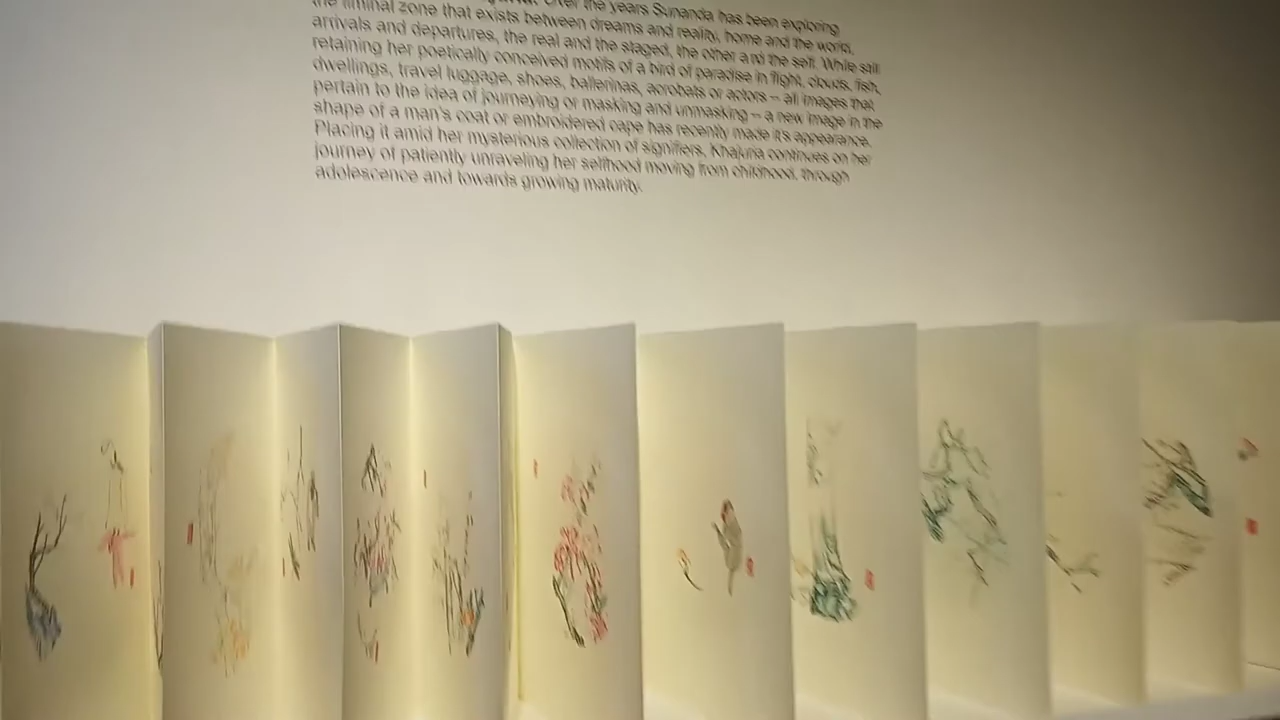 Over the years Sunanda has been exploring
the liminal zone that exists between dreams and reality, home and the world,
arrivals and departures, the real and the staged, the other and the self. While still
retaining her poetically conceived motifs of a bird of paradise in flight, clouds, fish,
dwellings, travel luggage, shoes, ballerinas, acrobats or actors – all images that
pertain to the idea of journeying or masking and unmasking – a new image in the
shape of a man's coat or embroidered cape has recently made it's appearance.
Placing it amid her mysterious collection of signifiers, Khajuria continues on her
journey of patiently unraveling her selfhood moving from childhood, through
adolescence and towards growing maturity.